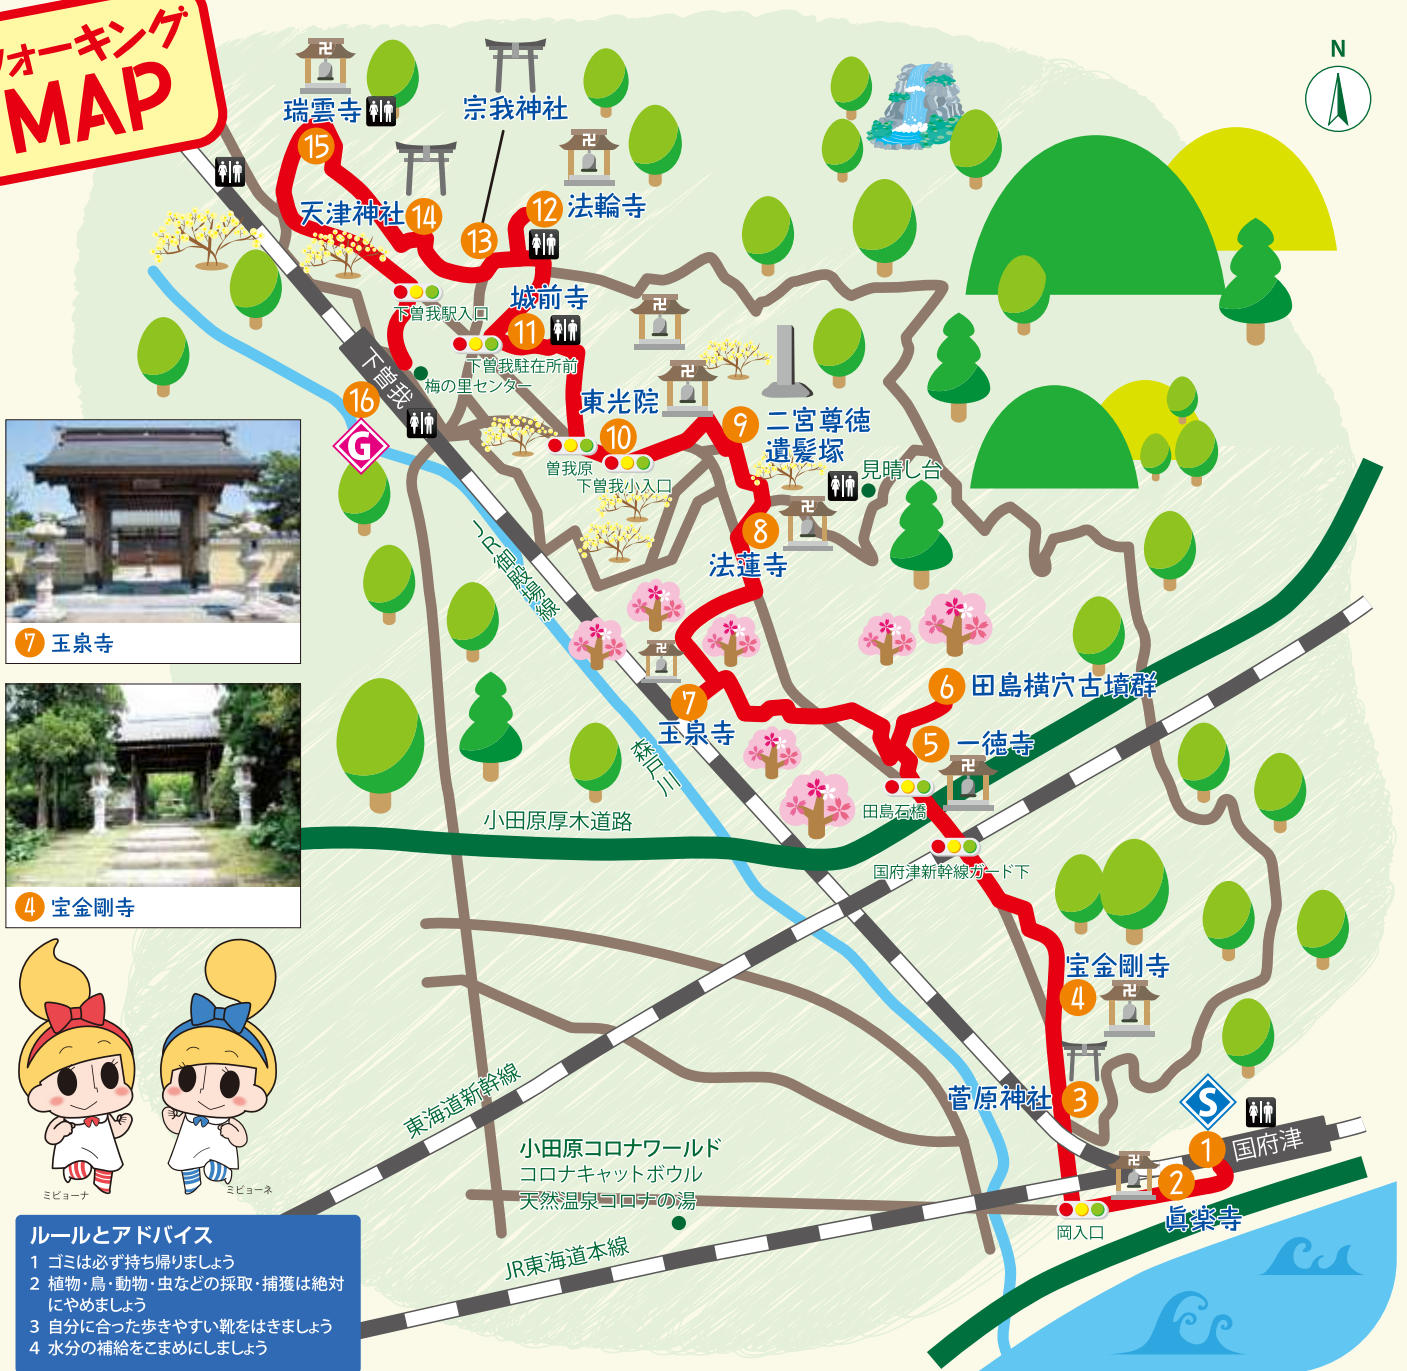 ウォーキング
MAP
N
瑞雲寺
宗我神社
15
天津神社
14
13
12
法輪寺
下曽我駅入口
城前寺
11
下曽我駐在所前
梅の里センター
下曽我
16
G
東光院
10
曽我原
下曽我小入口
9
二宮尊徳
遺髪塚
見晴し台
8
法蓮寺
JR御殿場線
7
玉泉寺
7
玉泉寺
6
田島横穴古墳群
5
一徳寺
森戸川
田島石橋
小田原厚木道路
国府津新幹線ガード下
4
宝金剛寺
宝金剛寺
4
東海道新幹線
菅原神社
3
S
1
国府津
2
眞楽寺
岡入口
小田原コロナワールド
コロナキャットボウル
天然温泉コロナの湯
JR東海道本線
ミビョーナ
ミビョーネ
ルールとアドバイス
1 ゴミは必ず持ち帰りましょう
2 植物・鳥・動物・虫などの採取・捕獲は絶対
にやめましょう
3 自分に合った歩きやすい靴をはきましょう
4 水分の補給をこまめにしましょう